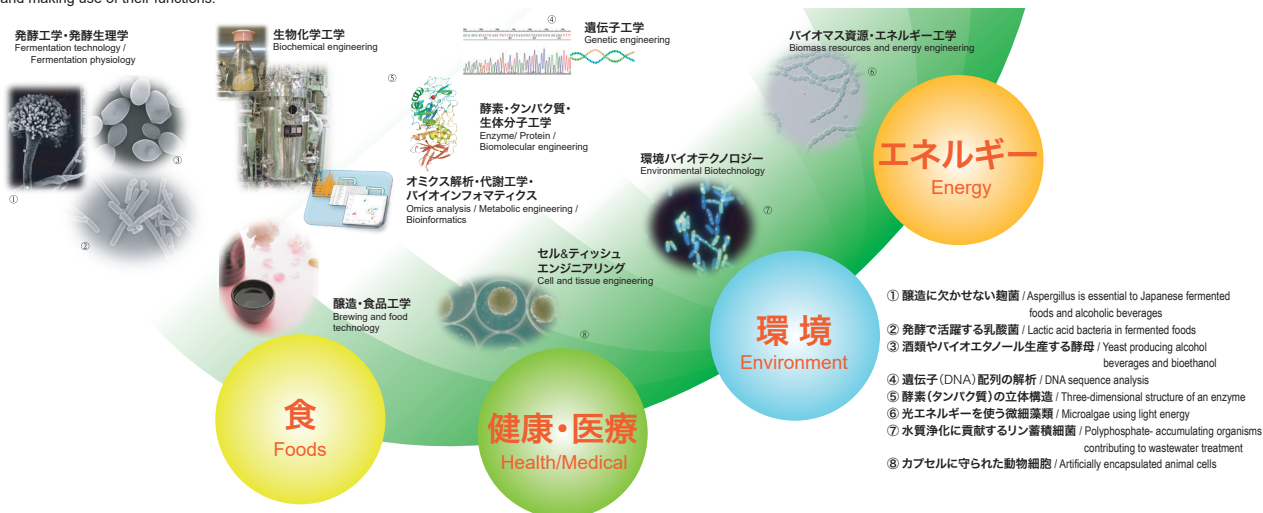 and making use of their functions.
発酵工学・発酵生理学
Fermentation technology /
Fermentation physiology
①
②
③
生物化学工学
Biochemical engineering
④
遺伝子工学
Genetic engineering
⑤
酵素・タンパク質・
生体分子工学
Enzyme/ Protein /
Biomolecular engineering
オミクス解析・代謝工学・
バイオインフォマティクス
Omics analysis / Metabolic engineering /
Bioinformatics
バイオマス資源・エネルギー工学
Biomass resources and energy engineering
⑥
環境バイオテクノロジー
Environmental Biotechnology
⑦
セル&ティッシュ
エンジニアリング
Cell and tissue engineering
⑧
醸造・食品工学
Brewing and food
technology
食
Foods
健康・医療
Health/Medical
環 境
Environment
エネルギー
Energy
① 醸造に欠かせない麹菌 / Aspergillus is essential to Japanese fermented
foods and alcoholic beverages
② 発酵で活躍する乳酸菌 / Lactic acid bacteria in fermented foods
③ 酒類やバイオエタノール生産する酵母 / Yeast producing alcohol
beverages and bioethanol
④ 遺伝子(DNA)配列の解析 / DNA sequence analysis
⑤ 酵素(タンパク質)の立体構造 / Three-dimensional structure of an enzyme
⑥ 光エネルギーを使う微細藻類 / Microalgae using light energy
⑦ 水質浄化に貢献するリン蓄積細菌 / Polyphosphate- accumulating organisms
contributing to wastewater treatment
⑧ カプセルに守られた動物細胞 / Artificially encapsulated animal cells